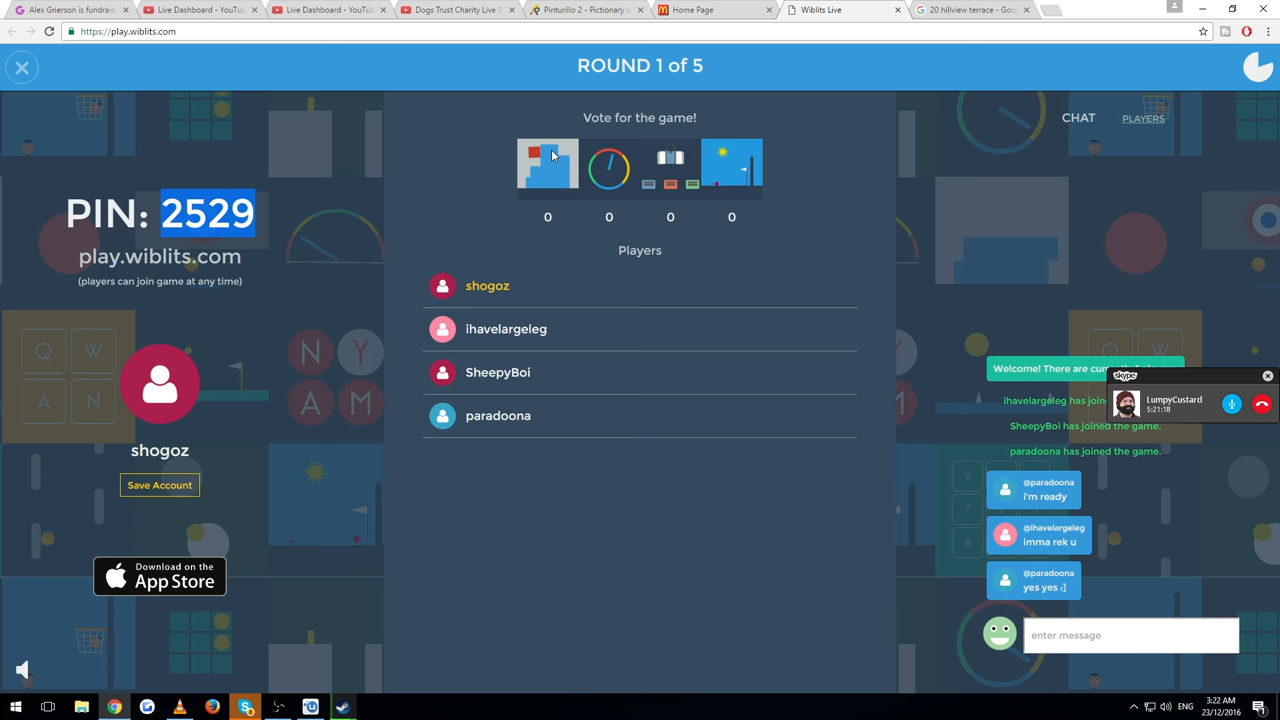 Alex Grierson is fundrais
Live Dashboard - YouTu
Live Dashboard - YouTu
Dogs Trust Charity Live S
Pinturillo 2 - Pictionary o
Home Page
Wiblits Live
20 hillview terrace - Goo
https://play.wiblits.com
ROUND 1 of 5
Vote for the game!
0 0 0 0
Players
shogoz
ihavelargeleg
SheepyBoi
paradoona
PIN: 2529
play.wiblits.com
(players can join game at any time)
shogoz
Save Account
Download on the
App Store
CHAT PLAYERS
Welcome! There are
ihavelargeleg has
SheepyBoi has joined the game.
paradoona has joined the game.
skype
LumpyCustard
5:21:18
@paradoona
i'm ready
@ihavelargeleg
imma rek u
@paradoona
yes yes :]
enter message
Q W
A N
N Y
A M
9
7
8
ENG
3:22 AM
23/12/2016